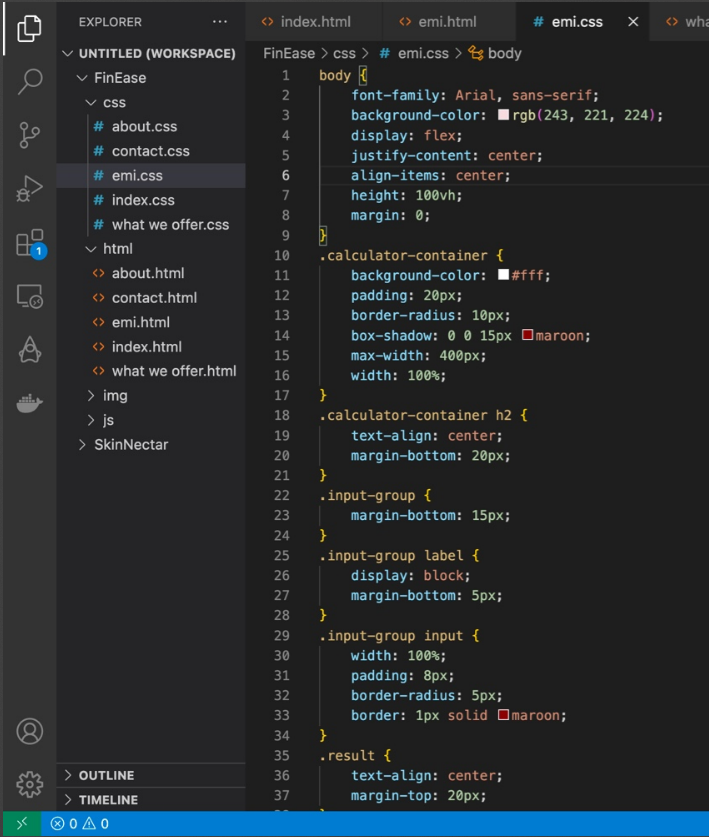 EXPLORER ...
UNTITLED (WORKSPACE)
FinEase
css
# about.css
# contact.css
# emi.css
# index.css
# what we offer.css
html
<> about.html
<> contact.html
<> emi.html
<> index.html
<> what we offer.html
> img
> js
> SkinNectar
> OUTLINE
> TIMELINE
1
0 0
<> index.html <> emi.html # emi.css × <> wha
FinEase > css > # emi.css > body
1 body {
2 font-family: Arial, sans-serif;
3 background-color: rgb(243, 221, 224);
4 display: flex;
5 justify-content: center;
6 align-items: center;
7 height: 100vh;
8 margin: 0;
9 }
10 .calculator-container {
11 background-color: #fff;
12 padding: 20px;
13 border-radius: 10px;
14 box-shadow: 0 0 15px maroon;
15 max-width: 400px;
16 width: 100%;
17 }
18 .calculator-container h2 {
19 text-align: center;
20 margin-bottom: 20px;
21 }
22 .input-group {
23 margin-bottom: 15px;
24 }
25 .input-group label {
26 display: block;
27 margin-bottom: 5px;
28 }
29 .input-group input {
30 width: 100%;
31 padding: 8px;
32 border-radius: 5px;
33 border: 1px solid maroon;
34 }
35 .result {
36 text-align: center;
37 margin-top: 20px;